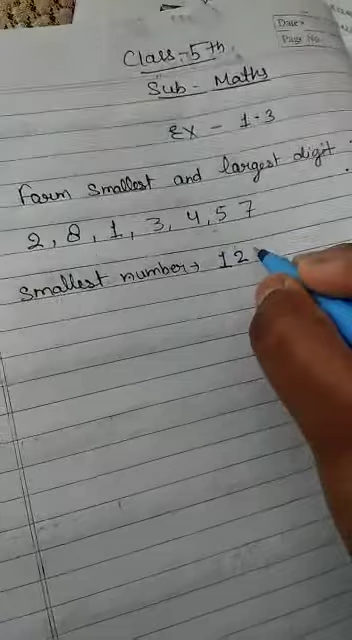 Date:
Page No.
Class - 5th
Sub - Maths
Ex - 1.3
Form smallest and largest digit :
2, 8, 1, 3, 4, 5 7
Smallest number → 12